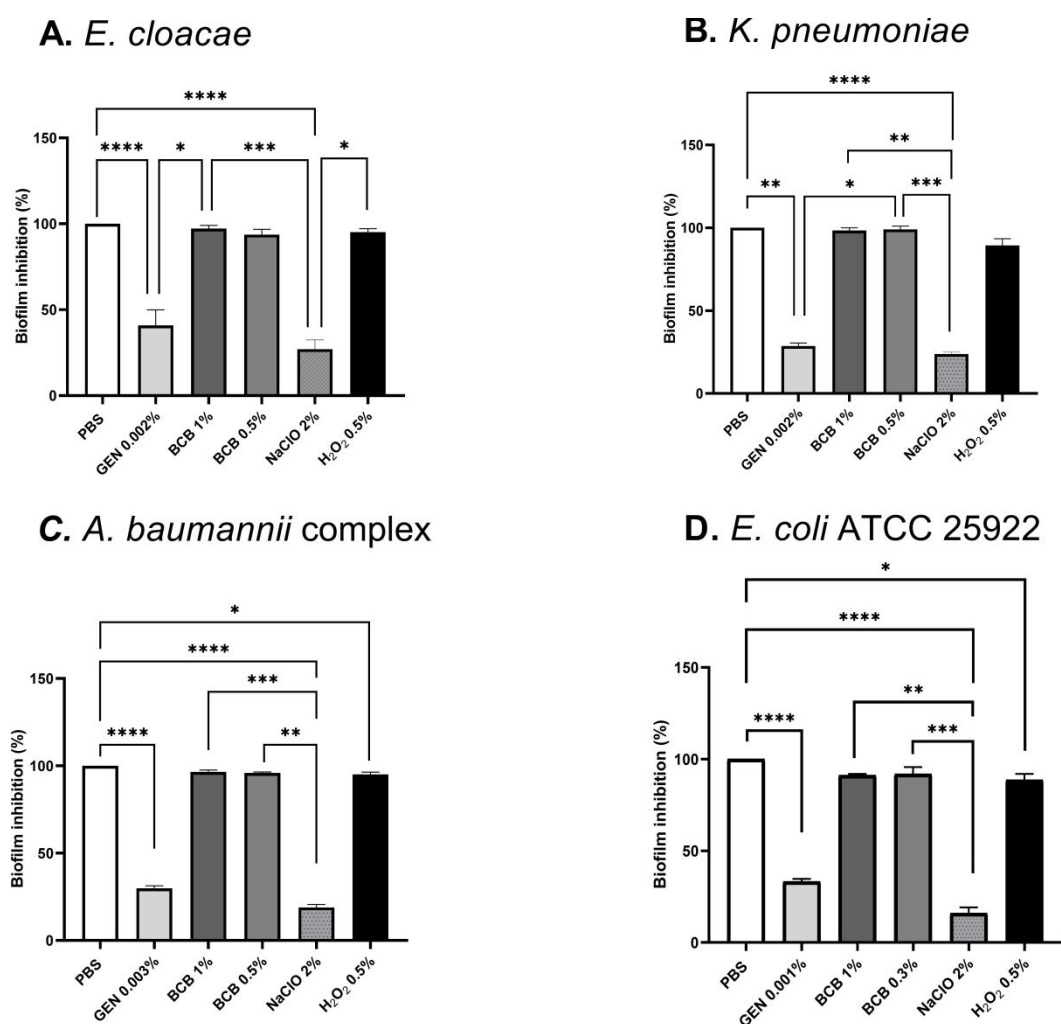 A. E. cloacae
****
**** * *** *
Biofilm inhibition (%)
150
100
50
0
PBS
GEN 0.002%
BCB 1%
BCB 0.5%
NaClO 2%
H₂O₂ 0.5%
B. K. pneumoniae
****
**
** * ***
Biofilm inhibition (%)
150
100
50
0
PBS
GEN 0.002%
BCB 1%
BCB 0.5%
NaClO 2%
H₂O₂ 0.5%
C. A. baumannii complex
*
****
***
**** **
Biofilm inhibition (%)
150
100
50
0
PBS
GEN 0.003%
BCB 1%
BCB 0.5%
NaClO 2%
H₂O₂ 0.5%
D. E. coli ATCC 25922
*
****
**
**** ***
Biofilm inhibition (%)
150
100
50
0
PBS
GEN 0.001%
BCB 1%
BCB 0.3%
NaClO 2%
H₂O₂ 0.5%